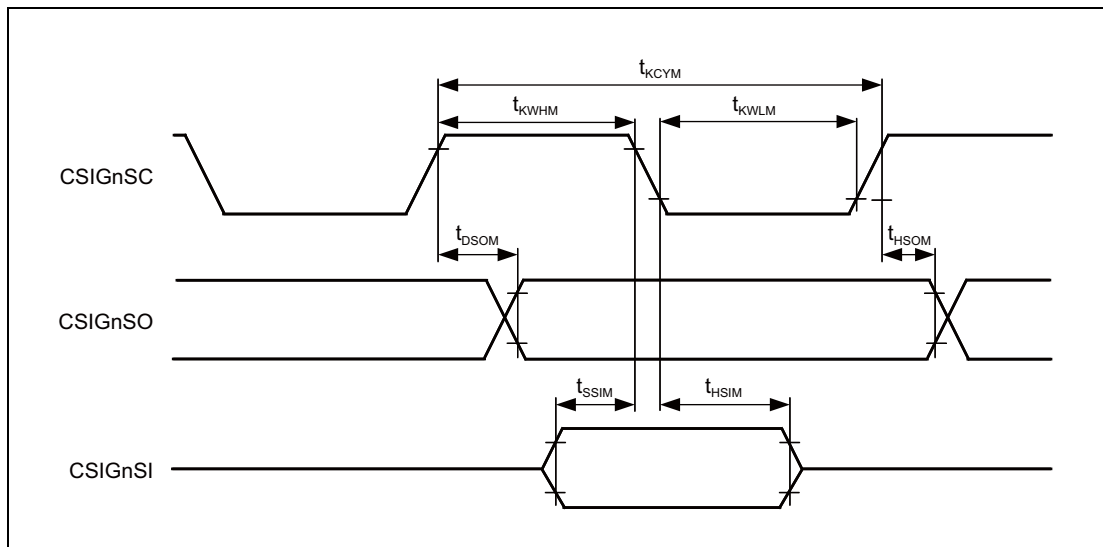 tKCYM
tKWHM
tKWLM
CSIGnSC
tDSOM
tHSOM
CSIGnSO
tSSIM
tHSIM
CSIGnSI